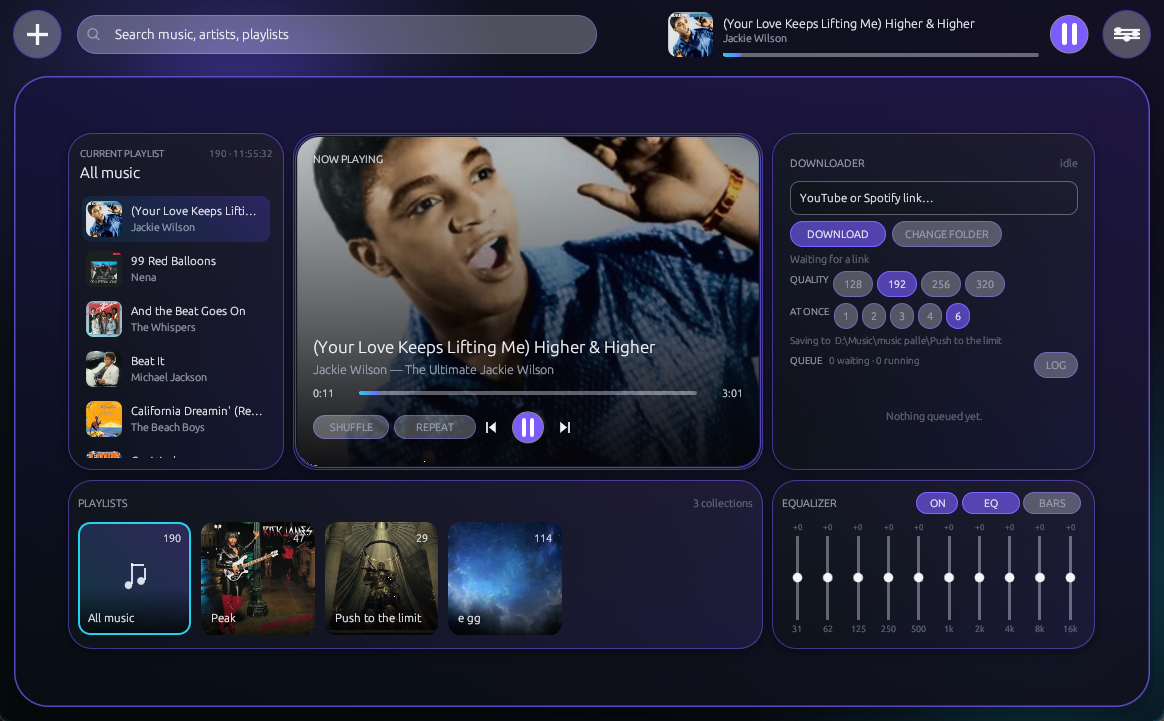 Search music, artists, playlists
(Your Love Keeps Lifting Me) Higher & Higher
Jackie Wilson
CURRENT PLAYLIST
190 · 11:55:32
All music
(Your Love Keeps Lifti...
Jackie Wilson
99 Red Balloons
Nena
And the Beat Goes On
The Whispers
Beat It
Michael Jackson
California Dreamin' (Re...
The Beach Boys
NOW PLAYING
(Your Love Keeps Lifting Me) Higher & Higher
Jackie Wilson — The Ultimate Jackie Wilson
0:11
3:01
SHUFFLE
REPEAT
DOWNLOADER
idle
YouTube or Spotify link...
DOWNLOAD
CHANGE FOLDER
Waiting for a link
QUALITY
128
192
256
320
AT ONCE
1
2
3
4
6
Saving to D:\Music\music palle\Push to the limit
QUEUE
0 waiting · 0 running
LOG
Nothing queued yet.
PLAYLISTS
3 collections
190
All music
47
Peak
29
Push to the limit
114
e gg
EQUALIZER
ON
EQ
BARS
+0 +0 +0 +0 +0 +0 +0 +0 +0 +0
31 62 125 250 500 1k 2k 4k 8k 16k